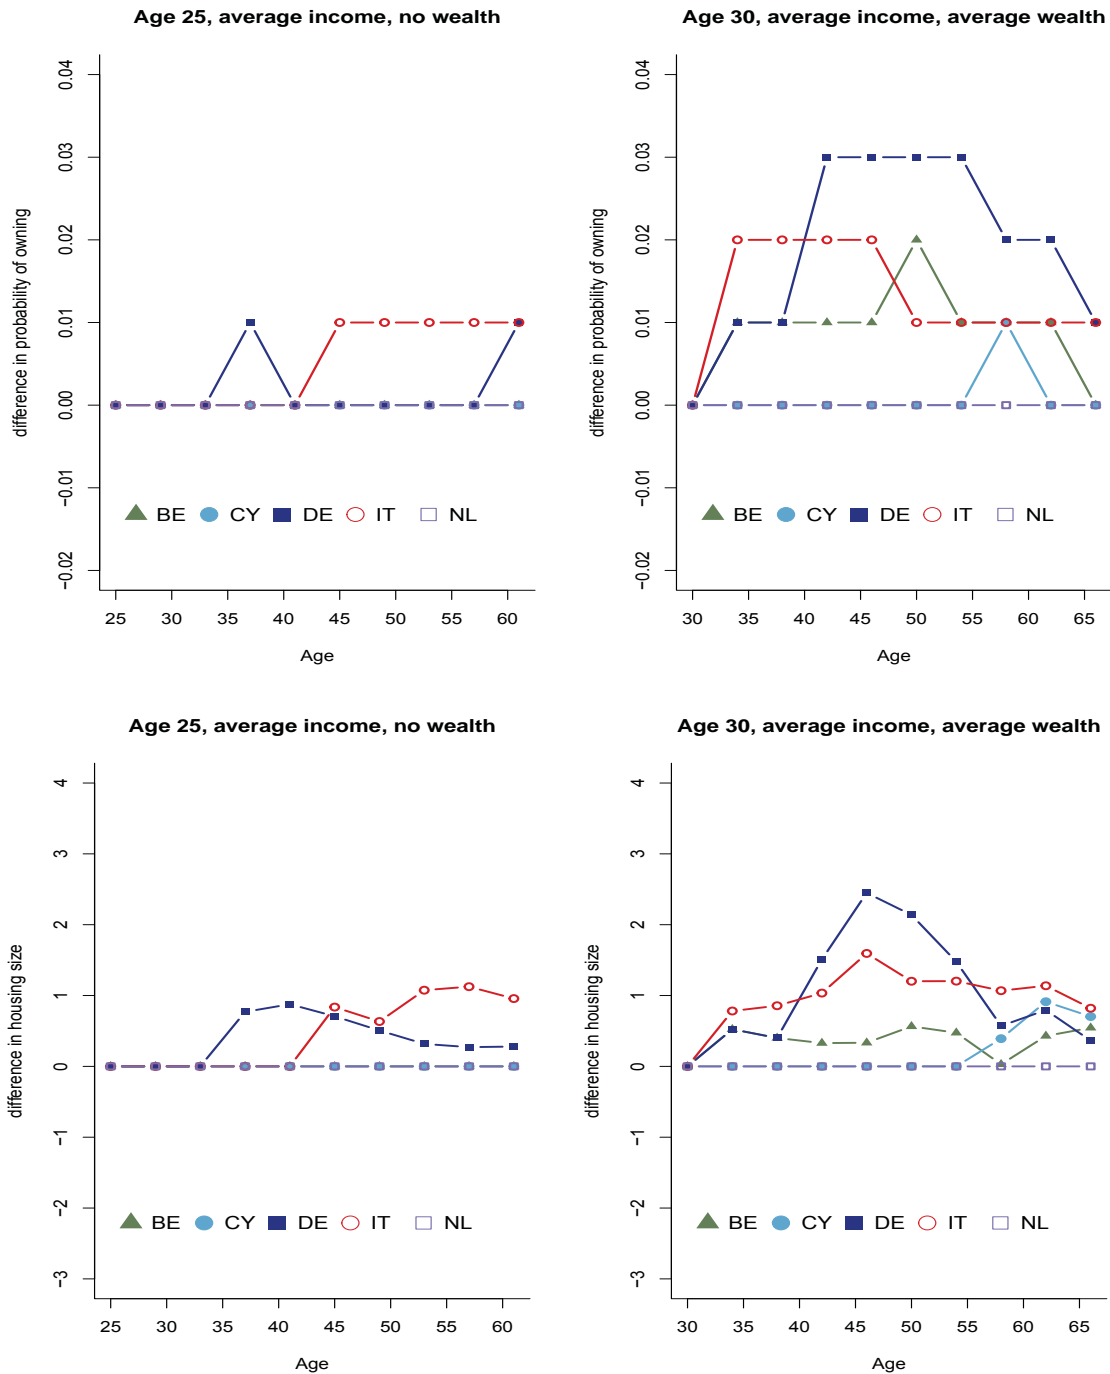 Age 25, average income, no wealth
difference in probability of owning
0.04
0.03
0.02
0.01
0.00
−0.01
−0.02
BE CY DE IT NL
25 30 35 40 45 50 55 60
Age
Age 30, average income, average wealth
difference in probability of owning
0.04
0.03
0.02
0.01
0.00
−0.01
−0.02
BE CY DE IT NL
30 35 40 45 50 55 60 65
Age
Age 25, average income, no wealth
difference in housing size
4
3
2
1
0
−1
−2
−3
BE CY DE IT NL
25 30 35 40 45 50 55 60
Age
Age 30, average income, average wealth
difference in housing size
4
3
2
1
0
−1
−2
−3
BE CY DE IT NL
30 35 40 45 50 55 60 65
Age